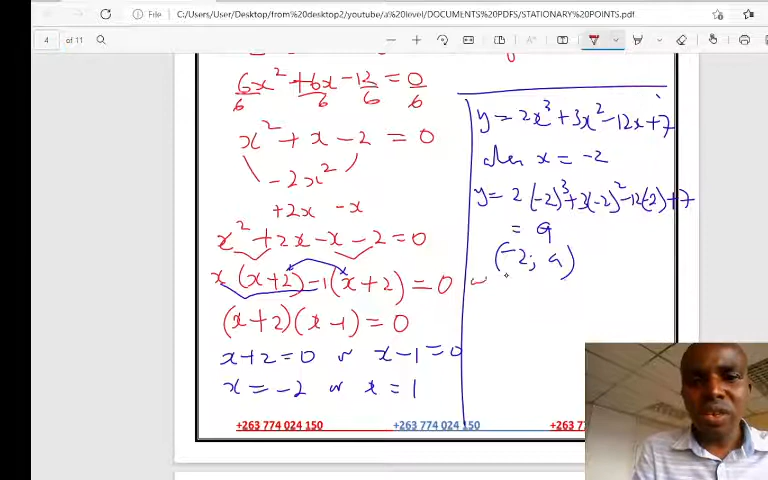 File
C:/Users/User/Desktop/from%20desktop2/youtube/a%20level/DOCUMENTS%20PDFS/STATIONARY%20POINTS.pdf
4 of 11
6x² + 6x - 12 = 0
6 6 6 6
x² + x - 2 = 0
- 2x²
+2x -x
x² + 2x - x - 2 = 0
x (x+2) - 1 (x+2) = 0
(x+2)(x-1) = 0
x+2=0 or x-1=0
x = -2 or x = 1
y = 2x³ + 3x² - 12x + 7
when x = -2
y = 2(-2)³ + 3(-2)² - 12(-2) + 7
= 9
(-2; 9)
+263 774 024 150 +263 774 024 150 +263 7